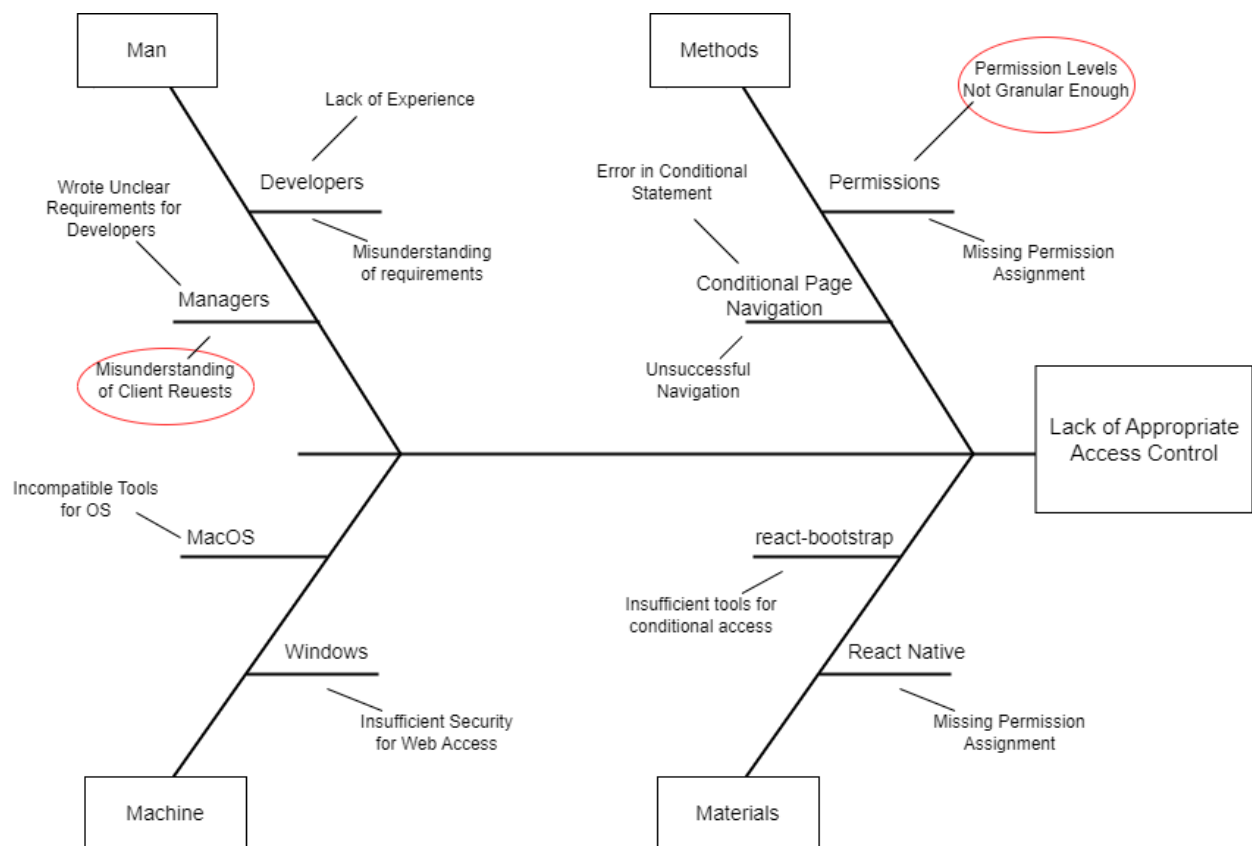 Man
Methods
Permission Levels
Not Granular Enough
Lack of Experience
Error in Conditional
Statement
Developers
Permissions
Wrote Unclear
Requirements for
Developers
Misunderstanding
of requirements
Missing Permission
Assignment
Managers
Conditional Page
Navigation
Misunderstanding
of Client Reuests
Unsuccessful
Navigation
Lack of Appropriate
Access Control
Incompatible Tools
for OS
MacOS
react-bootstrap
Insufficient tools for
conditional access
Windows
React Native
Insufficient Security
for Web Access
Missing Permission
Assignment
Machine
Materials